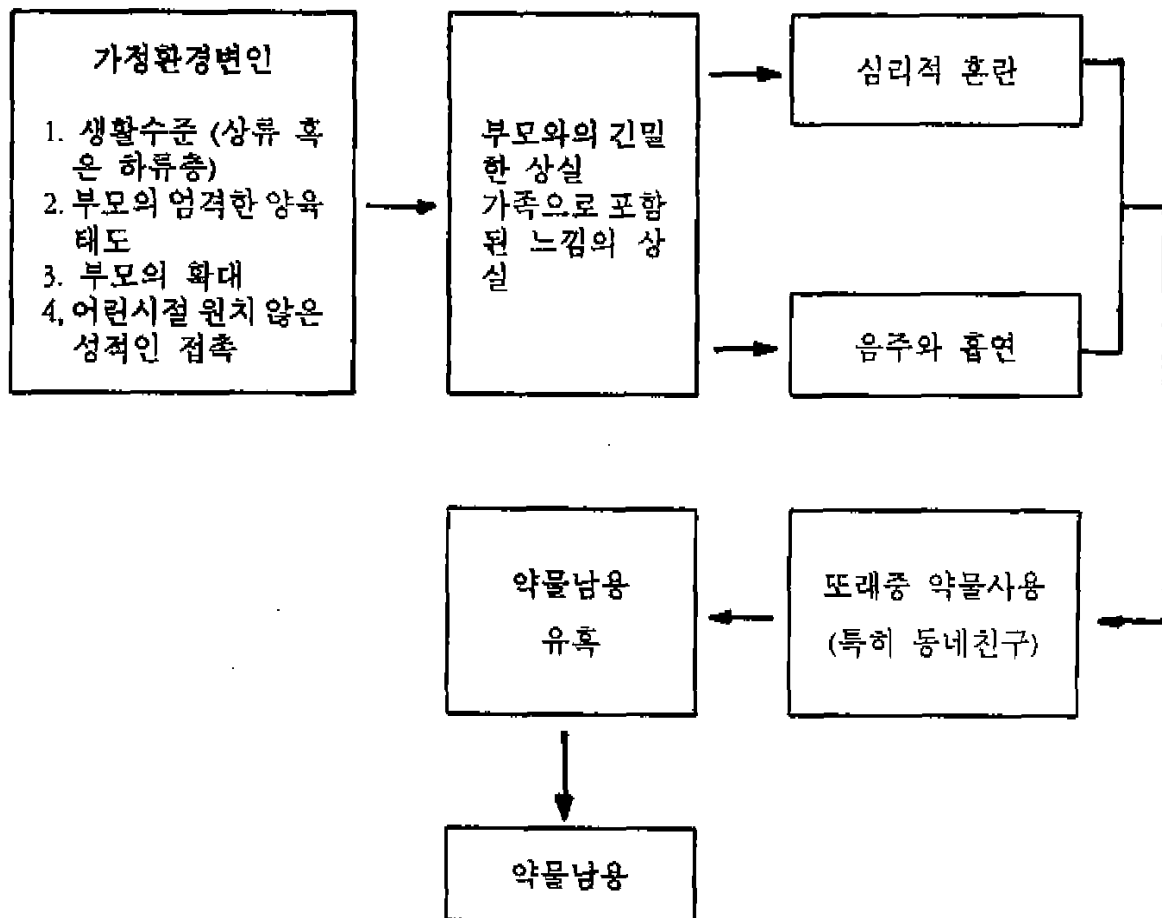 가정환경변인
1. 생활수준 (상류 혹
은 하류층)
2. 부모의 엄격한 양육
태도
3. 부모의 확대
4, 어린시절 원치 않은
성적인 접촉
부모와의 긴밀
한 상실
가족으로 포함
된 느낌의 상
실
심리적 혼란
음주와 흡연
또래중 약물사용
(특히 동네친구)
약물남용
유혹
약물남용